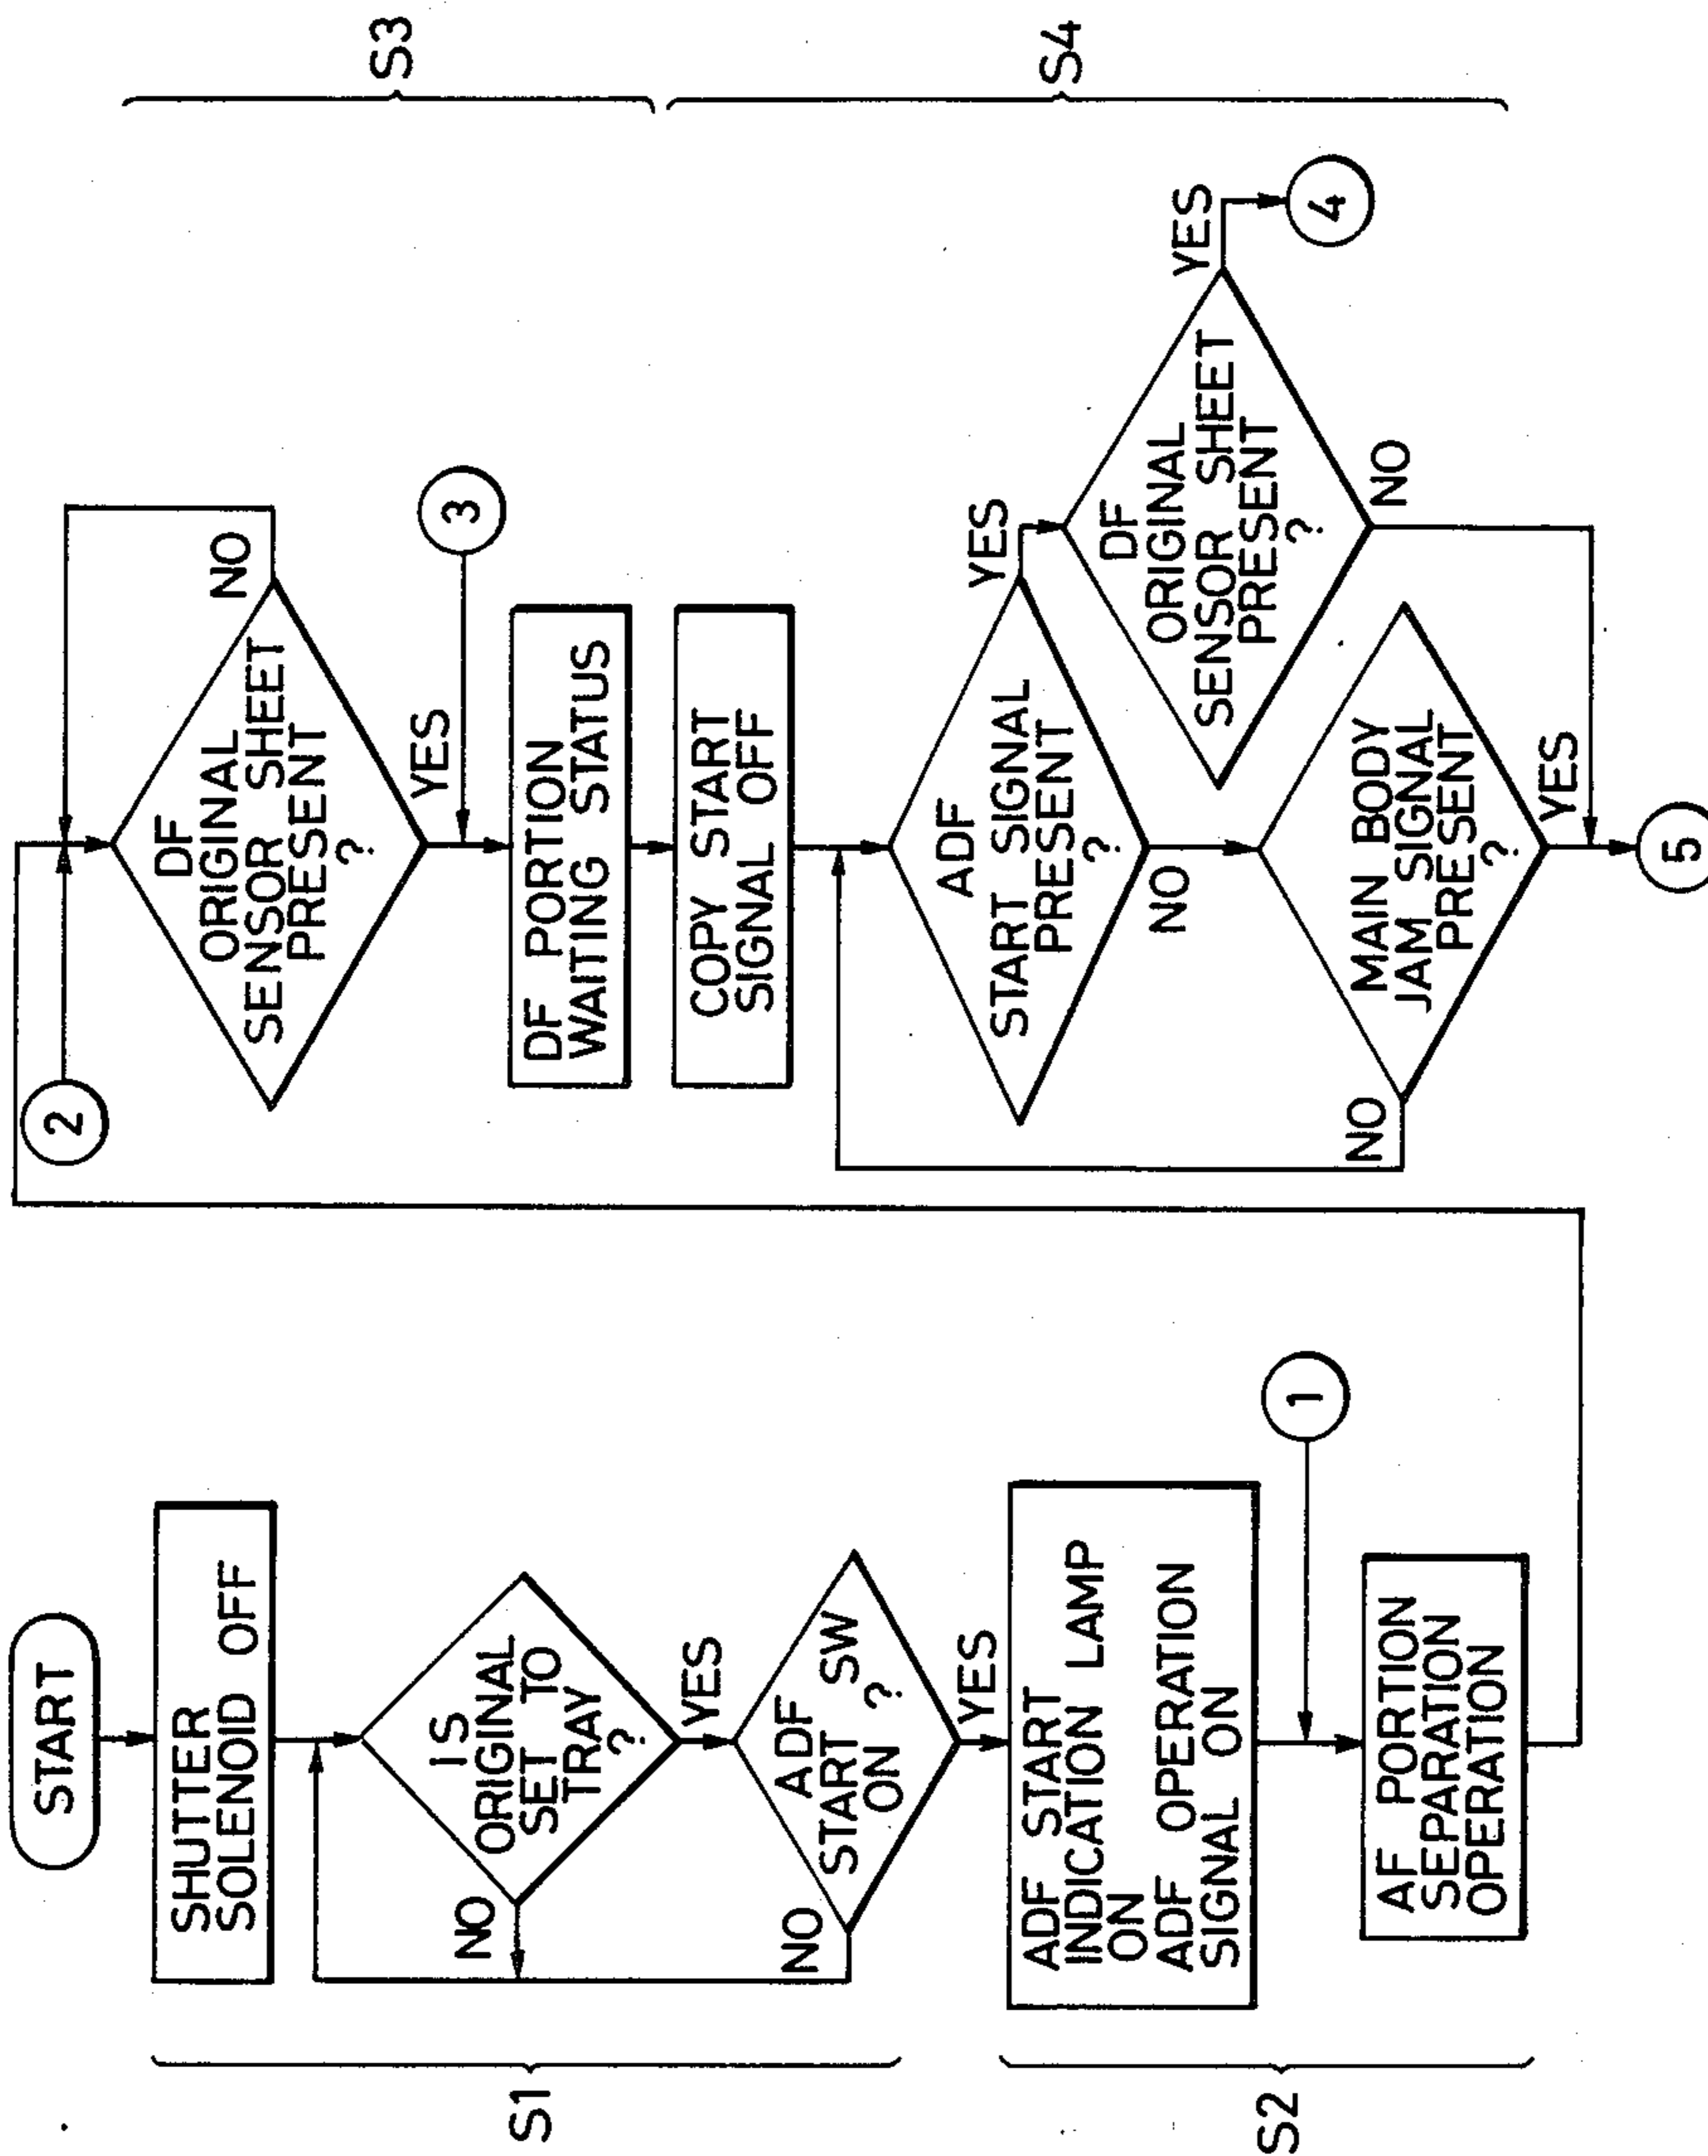 START
SHUTTER
SOLENOID OFF
IS
ORIGINAL
SET TO
TRAY
?
NO
YES
ADF
START SW
ON ?
NO
YES
S1
ADF START
INDICATION LAMP
ON
ADF OPERATION
SIGNAL ON
1
AF PORTION
SEPARATION
OPERATION
S2
2
DF
ORIGINAL
SENSOR SHEET
PRESENT
?
NO
YES
3
DF PORTION
WAITING STATUS
S3
COPY START
SIGNAL OFF
ADF
START SIGNAL
PRESENT
?
YES
NO
DF
ORIGINAL
SENSOR SHEET
PRESENT
?
YES
4
NO
MAIN BODY
JAM SIGNAL
PRESENT
?
NO
YES
5
S4